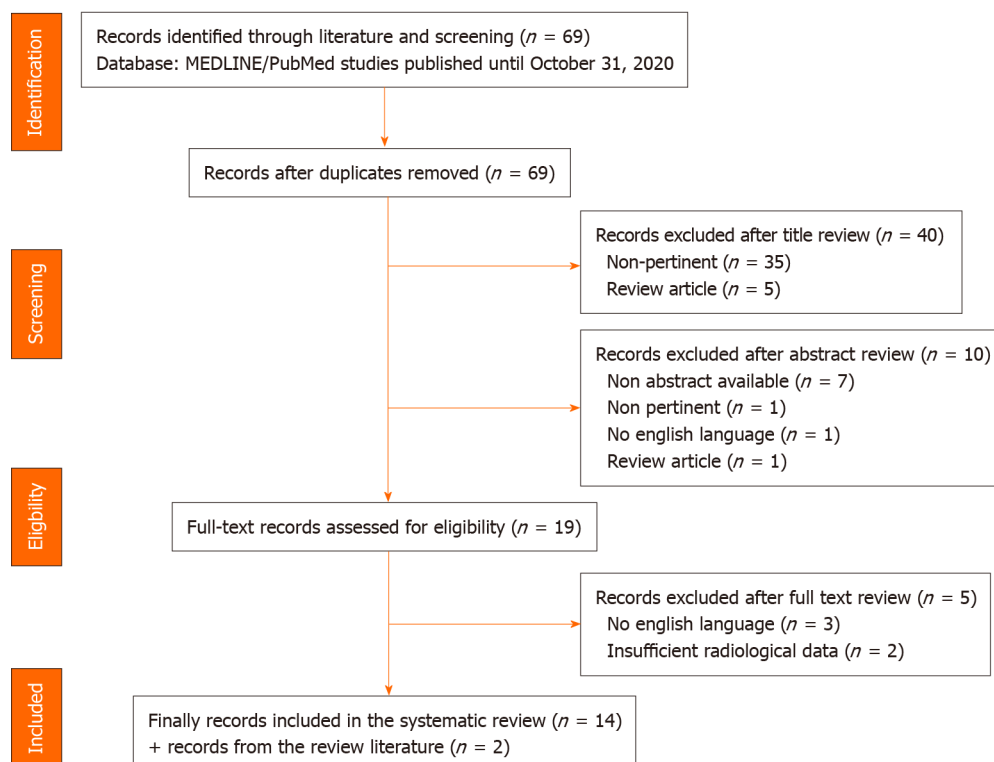 Identification
Records identified through literature and screening (n = 69)
Database: MEDLINE/PubMed studies published until October 31, 2020
Records after duplicates removed (n = 69)
Screening
Records excluded after title review (n = 40)
Non-pertinent (n = 35)
Review article (n = 5)
Records excluded after abstract review (n = 10)
Non abstract available (n = 7)
Non pertinent (n = 1)
No english language (n = 1)
Review article (n = 1)
Eligbility
Full-text records assessed for eligibility (n = 19)
Records excluded after full text review (n = 5)
No english language (n = 3)
Insufficient radiological data (n = 2)
Included
Finally records included in the systematic review (n = 14)
+ records from the review literature (n = 2)